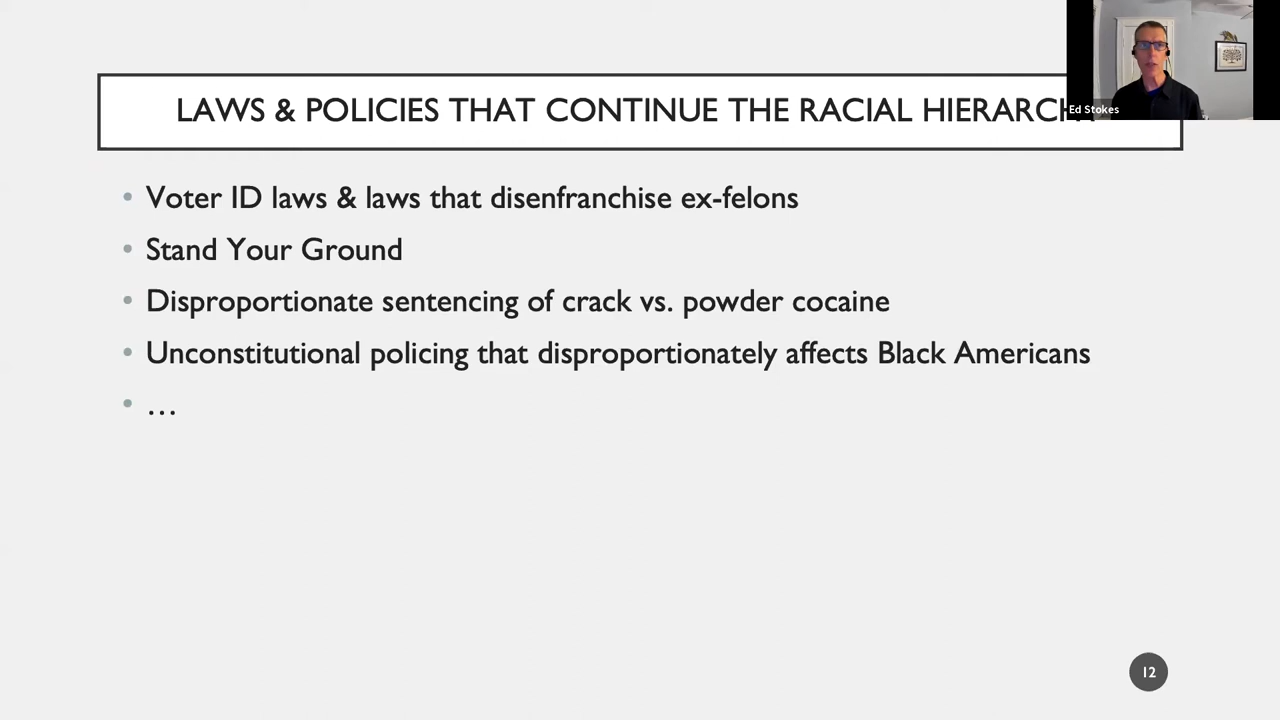 LAWS & POLICIES THAT CONTINUE THE RACIAL HIERARCHY
Ed Stokes
• Voter ID laws & laws that disenfranchise ex-felons
• Stand Your Ground
• Disproportionate sentencing of crack vs. powder cocaine
• Unconstitutional policing that disproportionately affects Black Americans
• …
12